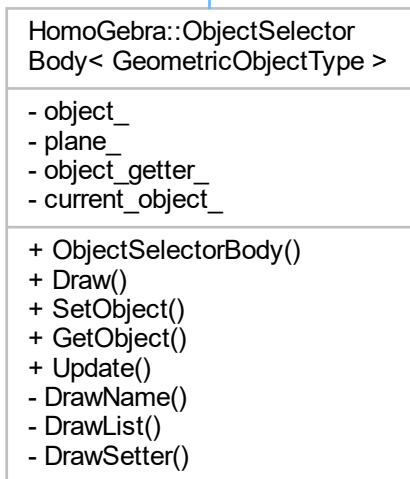 HomoGebra::ObjectSelector
Body< GeometricObjectType >
- object_
- plane_
- object_getter_
- current_object_
+ ObjectSelectorBody()
+ Draw()
+ SetObject()
+ GetObject()
+ Update()
- DrawName()
- DrawList()
- DrawSetter()